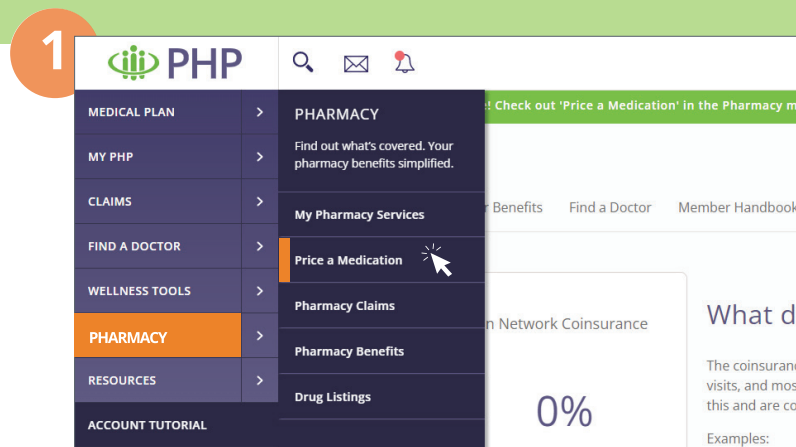 1
PHP
MEDICAL PLAN
MY PHP
CLAIMS
FIND A DOCTOR
WELLNESS TOOLS
PHARMACY
RESOURCES
ACCOUNT TUTORIAL
PHARMACY
Find out what's covered. Your
pharmacy benefits simplified.
My Pharmacy Services
Price a Medication
Pharmacy Claims
Pharmacy Benefits
Drug Listings
! Check out 'Price a Medication' in the Pharmacy m
r Benefits Find a Doctor Member Handbook
n Network Coinsurance
0%
What d
The coinsuranc
visits, and mos
this and are co
Examples: